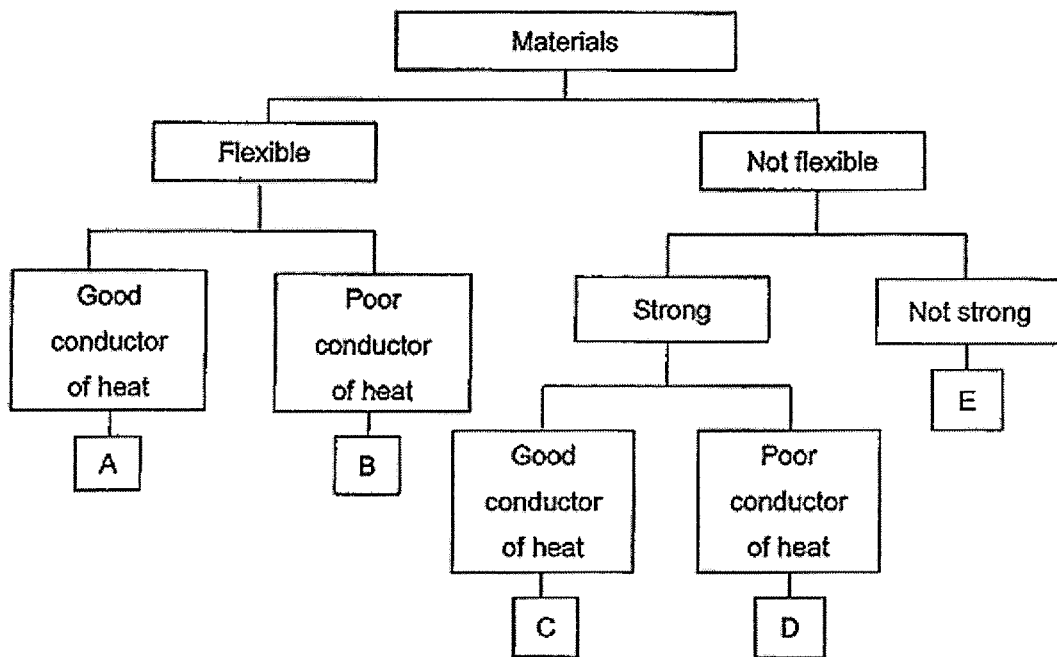 Materials
Flexible
Not flexible
Good
conductor
of heat
Poor
conductor
of heat
Strong
Not strong
A
B
E
Good
conductor
of heat
Poor
conductor
of heat
C
D